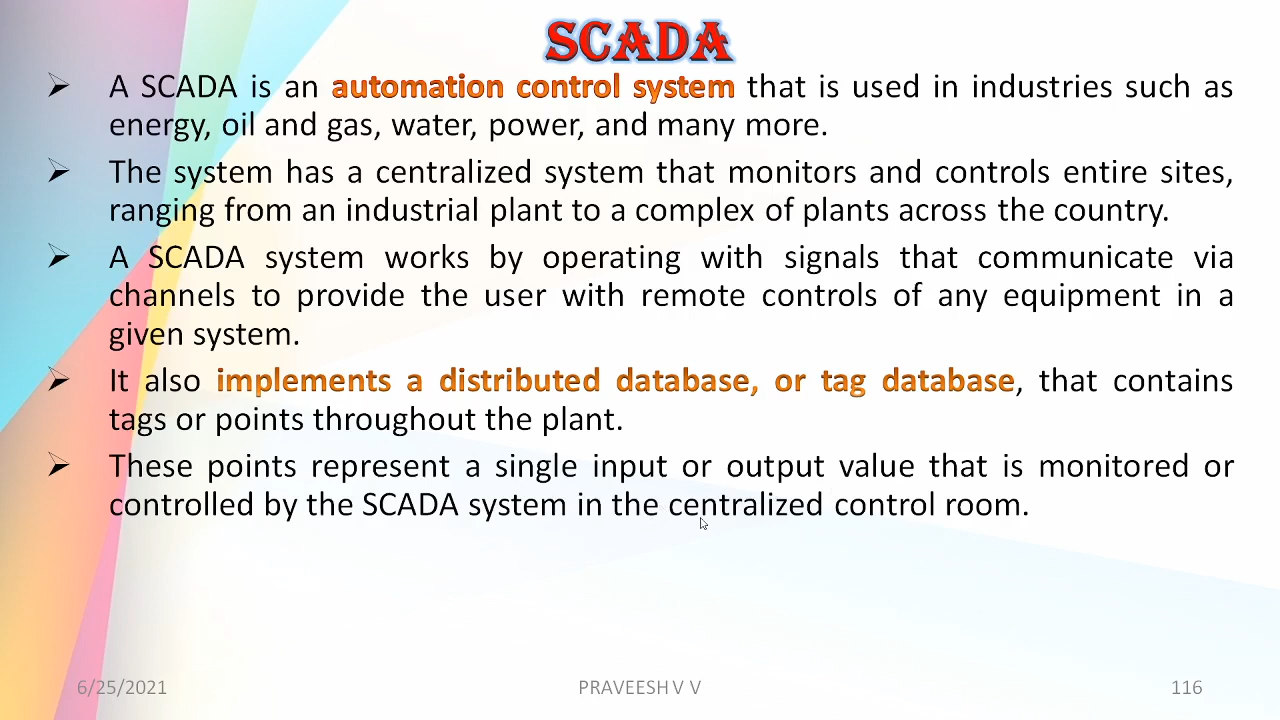 SCADA
➢ A SCADA is an automation control system that is used in industries such as
energy, oil and gas, water, power, and many more.
➢ The system has a centralized system that monitors and controls entire sites,
ranging from an industrial plant to a complex of plants across the country.
➢ A SCADA system works by operating with signals that communicate via
channels to provide the user with remote controls of any equipment in a
given system.
➢ It also implements a distributed database, or tag database, that contains
tags or points throughout the plant.
➢ These points represent a single input or output value that is monitored or
controlled by the SCADA system in the centralized control room.
6/25/2021 PRAVEESH V V 116